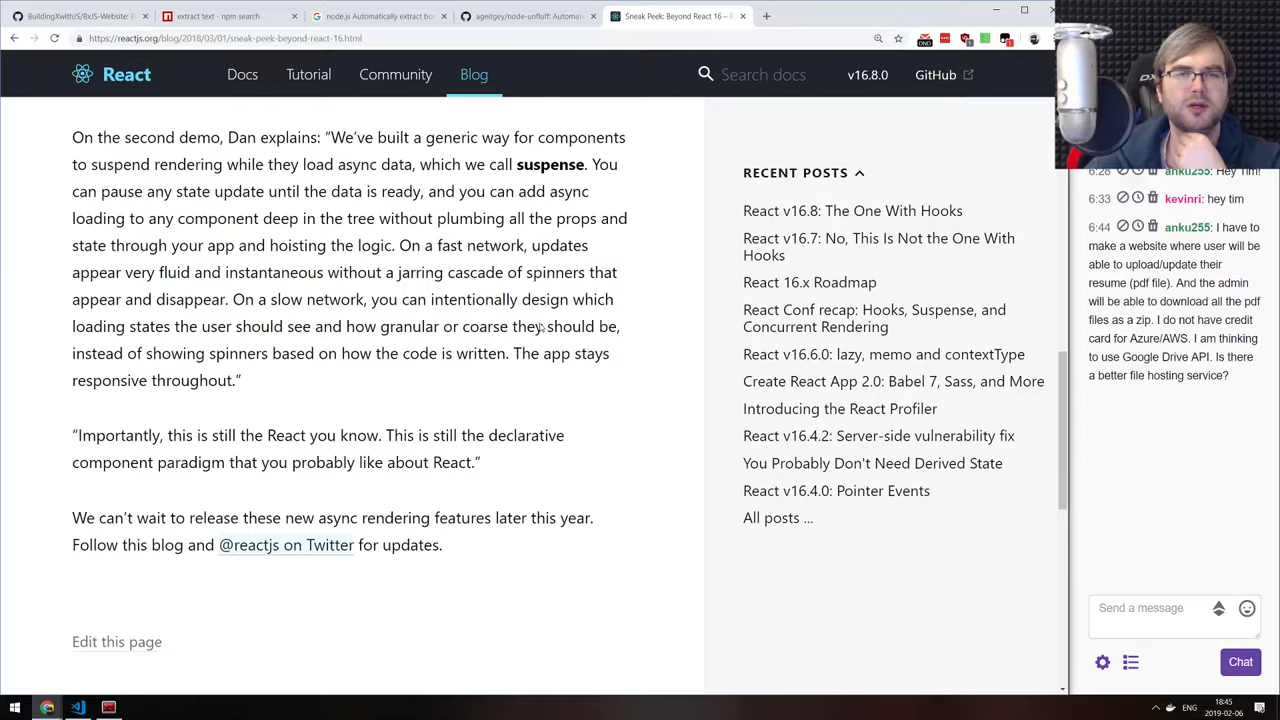 BuildingXwithJS/BxJS-Website: B
extract text - npm search
node.js Automatically extract bo
ageitgey/node-unfluff: Automat
Sneak Peek: Beyond React 16 – R
https://reactjs.org/blog/2018/03/01/sneak-peek-beyond-react-16.html
React
Docs
Tutorial
Community
Blog
Search docs
v16.8.0
GitHub
On the second demo, Dan explains: “We’ve built a generic way for components
to suspend rendering while they load async data, which we call suspense. You
can pause any state update until the data is ready, and you can add async
loading to any component deep in the tree without plumbing all the props and
state through your app and hoisting the logic. On a fast network, updates
appear very fluid and instantaneous without a jarring cascade of spinners that
appear and disappear. On a slow network, you can intentionally design which
loading states the user should see and how granular or coarse they should be,
instead of showing spinners based on how the code is written. The app stays
responsive throughout.”
“Importantly, this is still the React you know. This is still the declarative
component paradigm that you probably like about React.”
We can’t wait to release these new async rendering features later this year.
Follow this blog and @reactjs on Twitter for updates.
Edit this page
RECENT POSTS
React v16.8: The One With Hooks
React v16.7: No, This Is Not the One With
Hooks
React 16.x Roadmap
React Conf recap: Hooks, Suspense, and
Concurrent Rendering
React v16.6.0: lazy, memo and contextType
Create React App 2.0: Babel 7, Sass, and More
Introducing the React Profiler
React v16.4.2: Server-side vulnerability fix
You Probably Don't Need Derived State
React v16.4.0: Pointer Events
All posts ...
6:28 anku255: Hey Tim!
6:33 kevinri: hey tim
6:44 anku255: I have to
make a website where user will be
able to upload/update their
resume (pdf file). And the admin
will be able to download all the pdf
files as a zip. I do not have credit
card for Azure/AWS. I am thinking
to use Google Drive API. Is there
a better file hosting service?
Send a message
Chat
ENG
18:45
2019-02-06